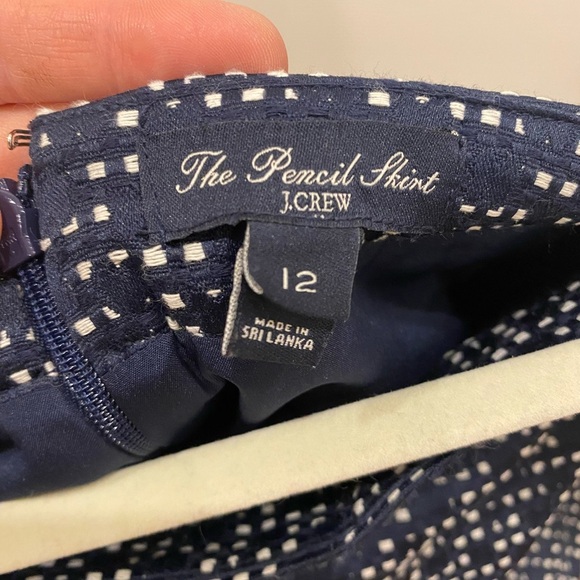 The Pencil Skirt
J.CREW
12
MADE IN
SRI LANKA